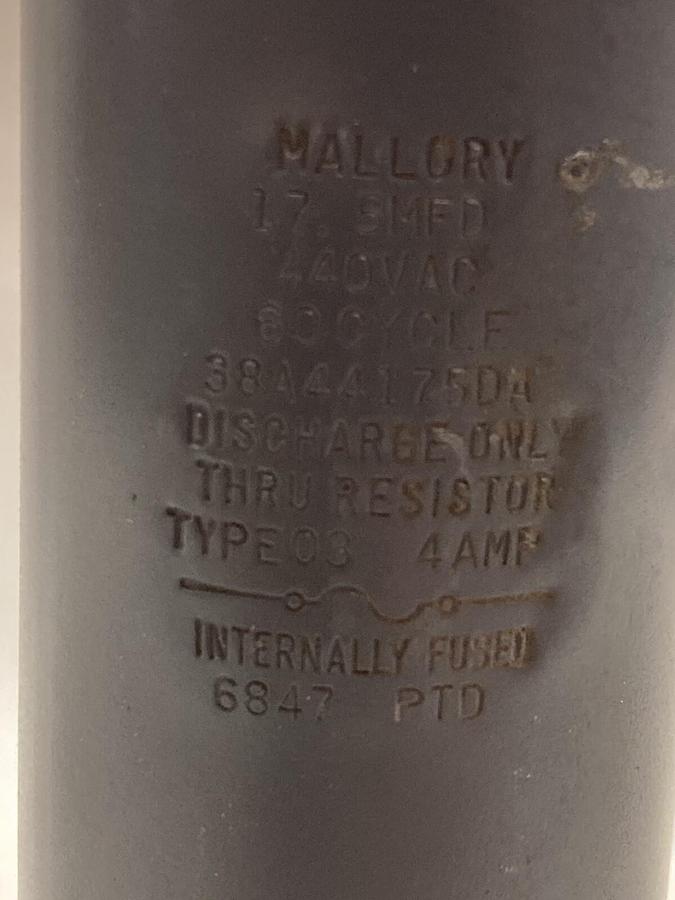 MALLORY
17.5MFD
440VAC
60CYCLE
38A44175DA
DISCHARGE ONLY
THRU RESISTOR
TYPE03 4AMP
INTERNALLY FUSED
6847 PTD